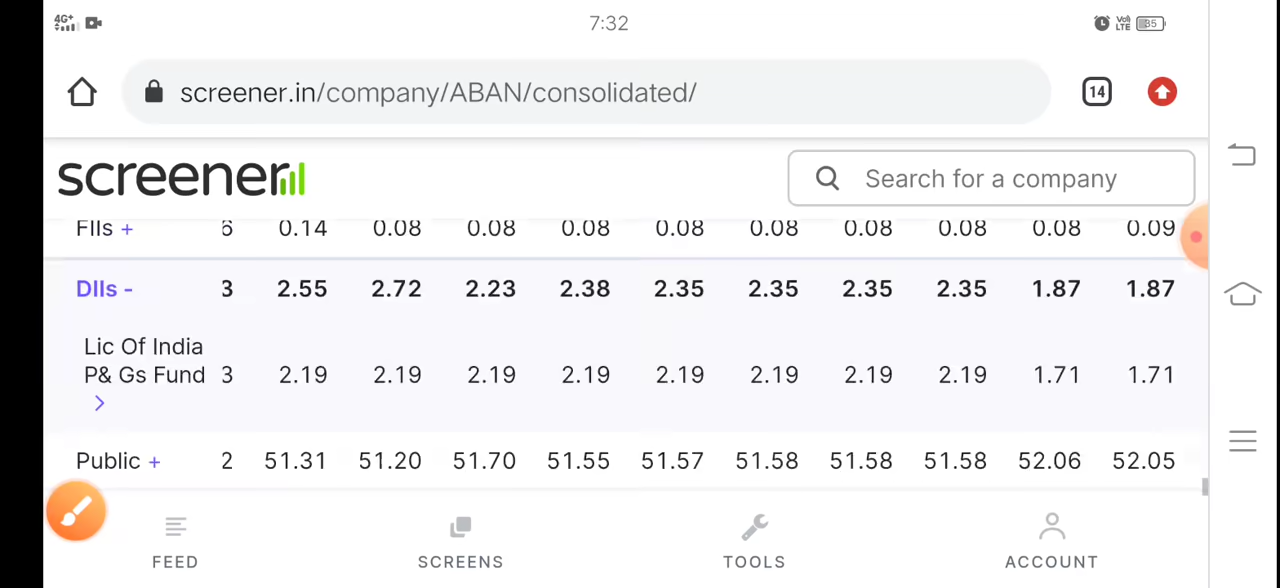 4G+ 7:32 Vo) LTE 35
screener.in/company/ABAN/consolidated/ 14
screener Search for a company
FIIs + 6 0.14 0.08 0.08 0.08 0.08 0.08 0.08 0.08 0.08 0.09
DIIs - 3 2.55 2.72 2.23 2.38 2.35 2.35 2.35 2.35 1.87 1.87
Lic Of India
P& Gs Fund 3 2.19 2.19 2.19 2.19 2.19 2.19 2.19 2.19 1.71 1.71
Public + 2 51.31 51.20 51.70 51.55 51.57 51.58 51.58 51.58 52.06 52.05
FEED SCREENS TOOLS ACCOUNT